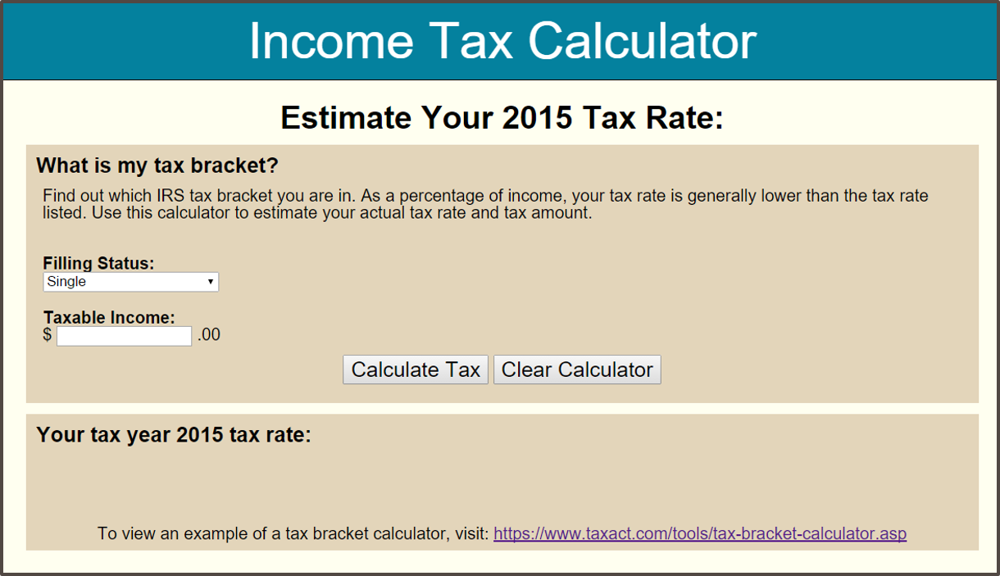 Income Tax Calculator
Estimate Your 2015 Tax Rate:
What is my tax bracket?
Find out which IRS tax bracket you are in. As a percentage of income, your tax rate is generally lower than the tax rate
listed. Use this calculator to estimate your actual tax rate and tax amount.
Filling Status:
Single
Taxable Income:
$ .00
Calculate Tax Clear Calculator
Your tax year 2015 tax rate:
To view an example of a tax bracket calculator, visit: https://www.taxact.com/tools/tax-bracket-calculator.asp